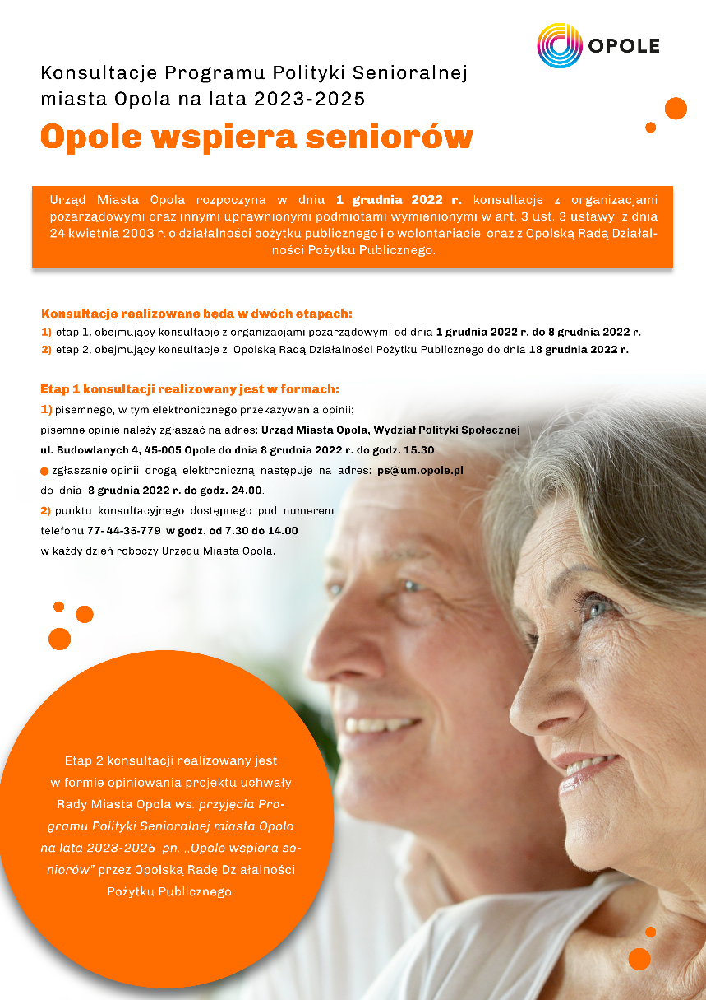 OPOLE
Konsultacje Programu Polityki Senioralnej
miasta Opola na lata 2023-2025
Opole wspiera seniorów
Urząd Miasta Opola rozpoczyna w dniu 1 grudnia 2022 r. konsultacje z organizacjami
pozarządowymi oraz innymi uprawnionymi podmiotami wymienionymi w art. 3 ust. 3 ustawy z dnia
24 kwietnia 2003 r. o działalności pożytku publicznego i o wolontariacie oraz z Opolską Radą Działal-
ności Pożytku Publicznego.
Konsultacje realizowane będą w dwóch etapach:
1) etap 1, obejmujący konsultacje z organizacjami pozarządowymi od dnia 1 grudnia 2022 r. do 8 grudnia 2022 r.
2) etap 2, obejmujący konsultacje z Opolską Radą Działalności Pożytku Publicznego do dnia 18 grudnia 2022 r.
Etap 1 konsultacji realizowany jest w formach:
1) pisemnego, w tym elektronicznego przekazywania opinii;
pisemne opinie należy zgłaszać na adres: Urząd Miasta Opola, Wydział Polityki Społecznej
ul. Budowlanych 4, 45-005 Opole do dnia 8 grudnia 2022 r. do godz. 15.30.
zgłaszanie opinii drogą elektroniczną następuje na adres: ps@um.opole.pl
do dnia 8 grudnia 2022 r. do godz. 24.00.
2) punktu konsultacyjnego dostępnego pod numerem
telefonu 77- 44-35-779 w godz. od 7.30 do 14.00
w każdy dzień roboczy Urzędu Miasta Opola.
Etap 2 konsultacji realizowany jest
w formie opiniowania projektu uchwały
Rady Miasta Opola ws. przyjęcia Pro-
gramu Polityki Senioralnej miasta Opola
na lata 2023-2025 pn. ,,Opole wspiera se-
niorów" przez Opolską Radę Działalności
Pożytku Publicznego.